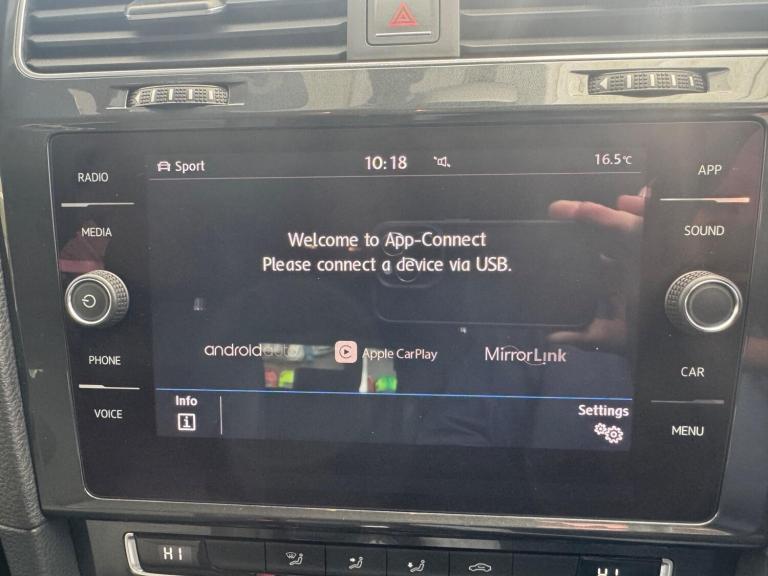 Sport 10:18 16.5°C
RADIO
MEDIA
PHONE
VOICE
Welcome to App-Connect
Please connect a device via USB.
androidauto Apple CarPlay MirrorLink
Info
i
Settings
APP
SOUND
CAR
MENU
HI
HI